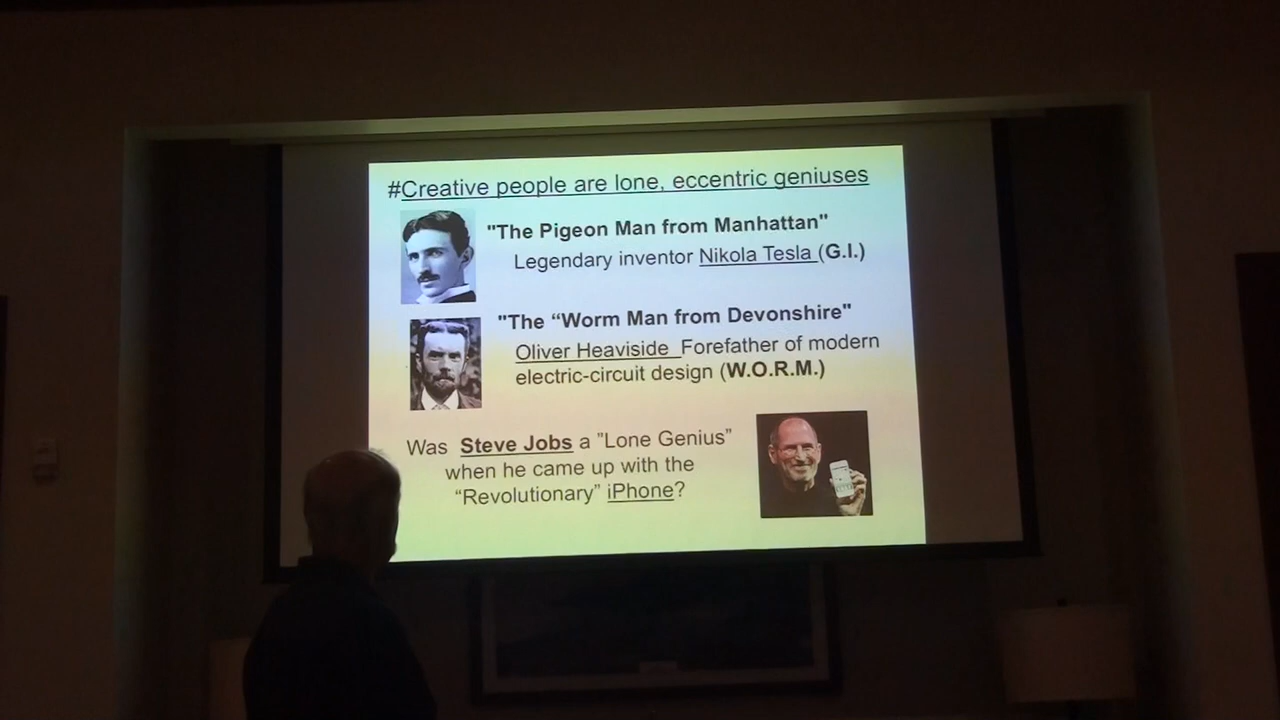 #Creative people are lone, eccentric geniuses
"The Pigeon Man from Manhattan"
Legendary inventor Nikola Tesla (G.I.)
"The “Worm Man from Devonshire"
Oliver Heaviside Forefather of modern
electric-circuit design (W.O.R.M.)
Was Steve Jobs a ”Lone Genius”
when he came up with the
“Revolutionary” iPhone?